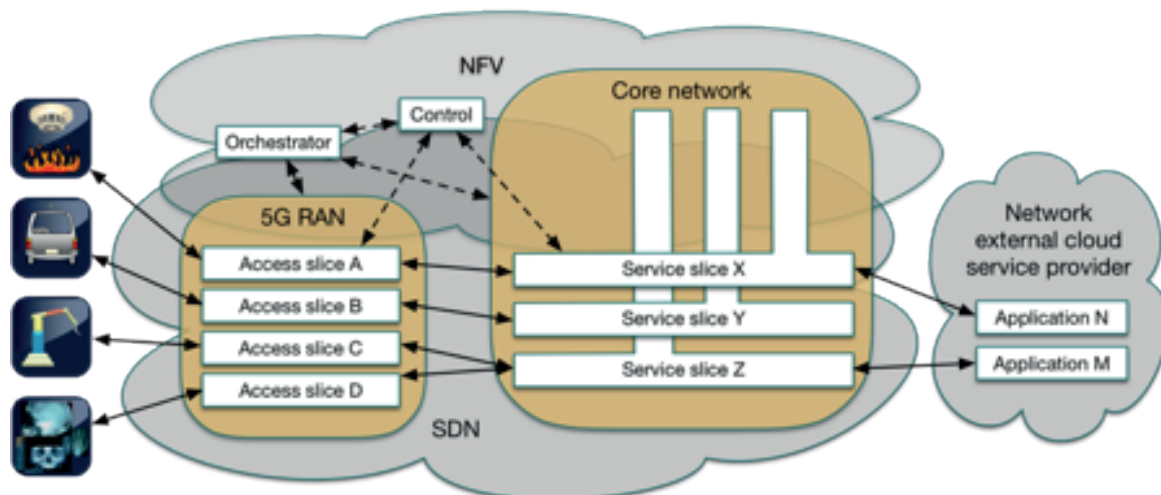 NFV
Core network
Control
Orchestrator
5G RAN
Access slice A
Access slice B
Access slice C
Access slice D
Service slice X
Service slice Y
Service slice Z
SDN
Network
external cloud
service provider
Application N
Application M